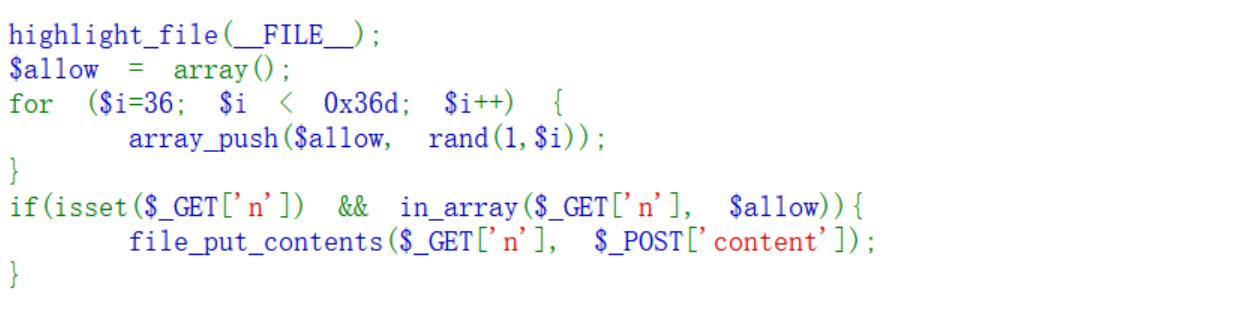 highlight_file(__FILE__);
$allow = array();
for ($i=36; $i < 0x36d; $i++) {
array_push($allow, rand(1,$i));
}
if(isset($_GET['n']) && in_array($_GET['n'], $allow)){
file_put_contents($_GET['n'], $_POST['content']);
}